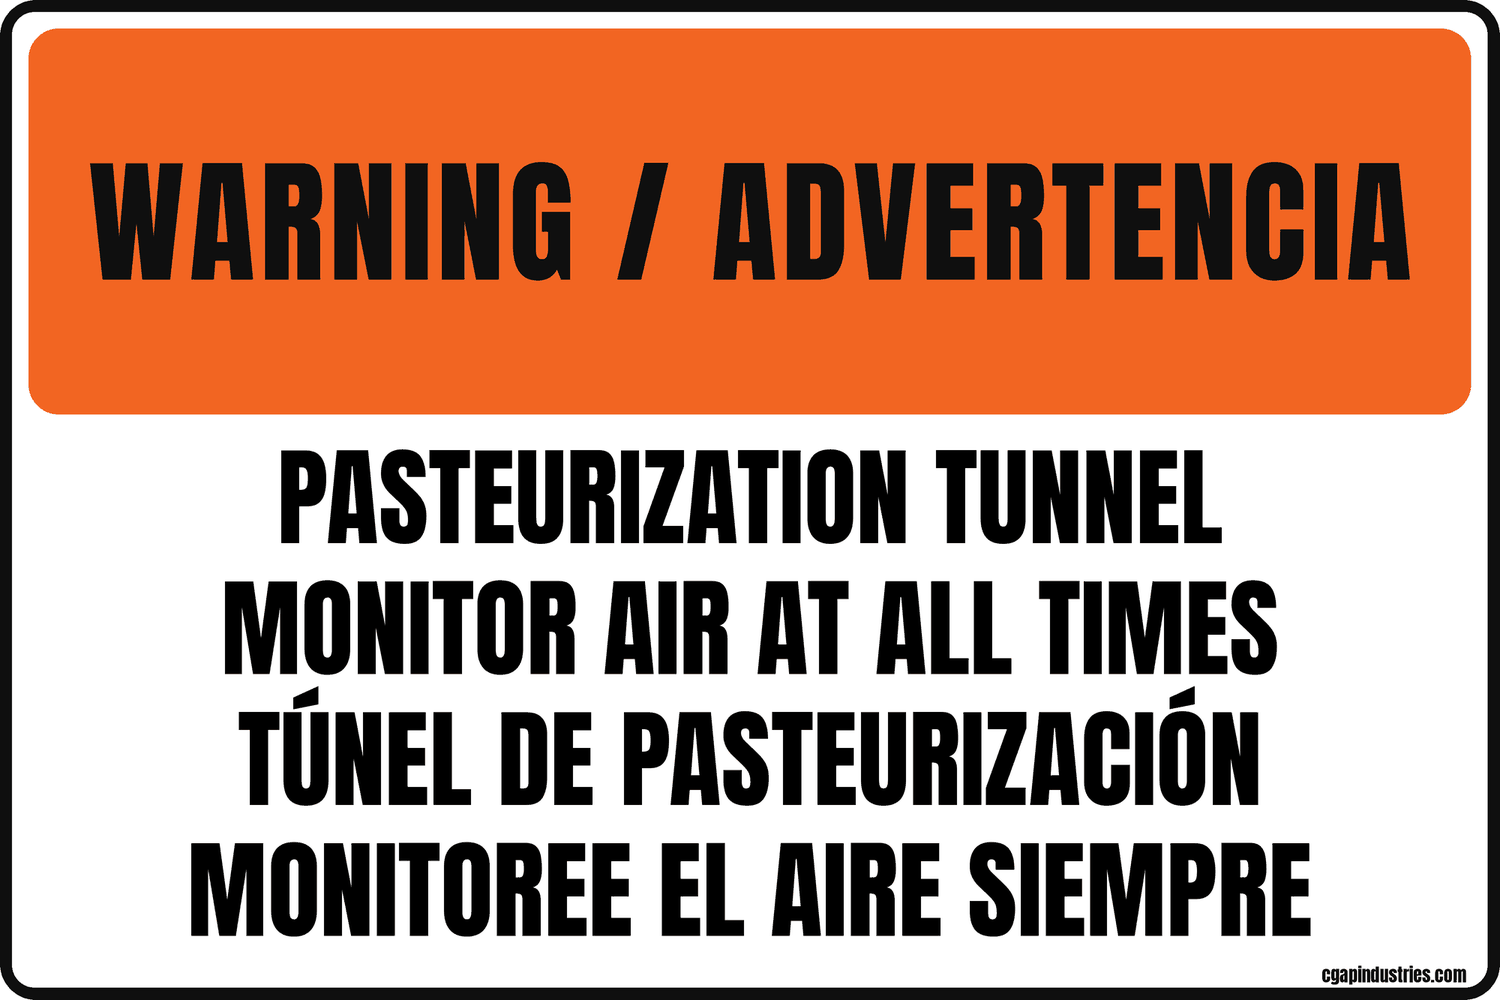 WARNING / ADVERTENCIA
PASTEURIZATION TUNNEL
MONITOR AIR AT ALL TIMES
TÚNEL DE PASTEURIZACIÓN
MONITOREE EL AIRE SIEMPRE
cgapindustries.com